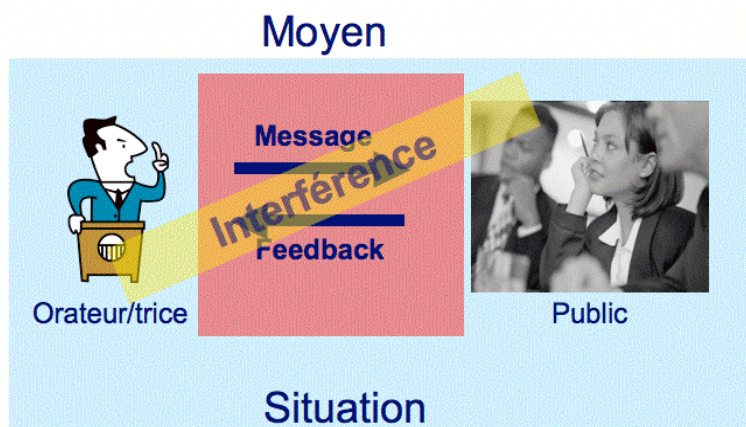 Moyen
Message
Interférence
Feedback
Orateur/trice
Public
Situation